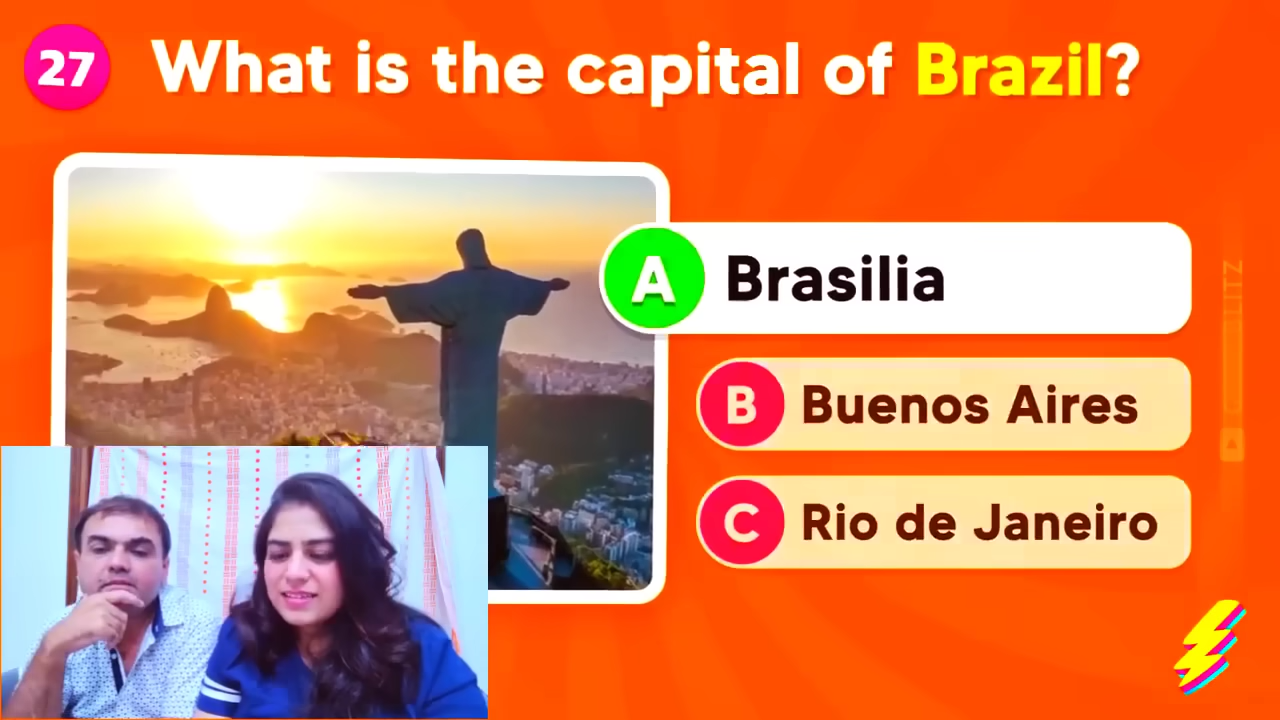 27
What is the capital of Brazil?
A Brasilia
B Buenos Aires
C Rio de Janeiro